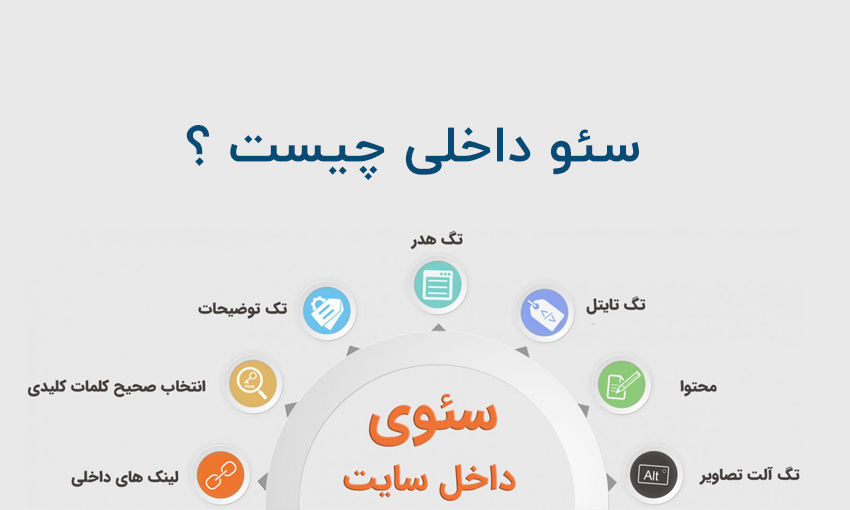 سئو داخلی چیست ؟
تگ هدر
تگ تایتل
تک توضیحات
محتوا
انتخاب صحیح کلمات کلیدی
سئوی
داخل سایت
تگ آلت تصاویر
Alt
لینک های داخلی